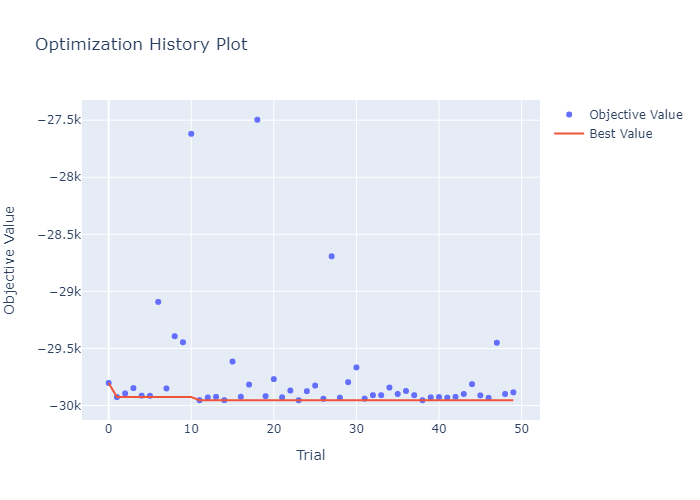 Optimization History Plot
Objective Value
Best Value
−27.5k
−28k
−28.5k
−29k
−29.5k
−30k
Objective Value
0
10
20
30
40
50
Trial